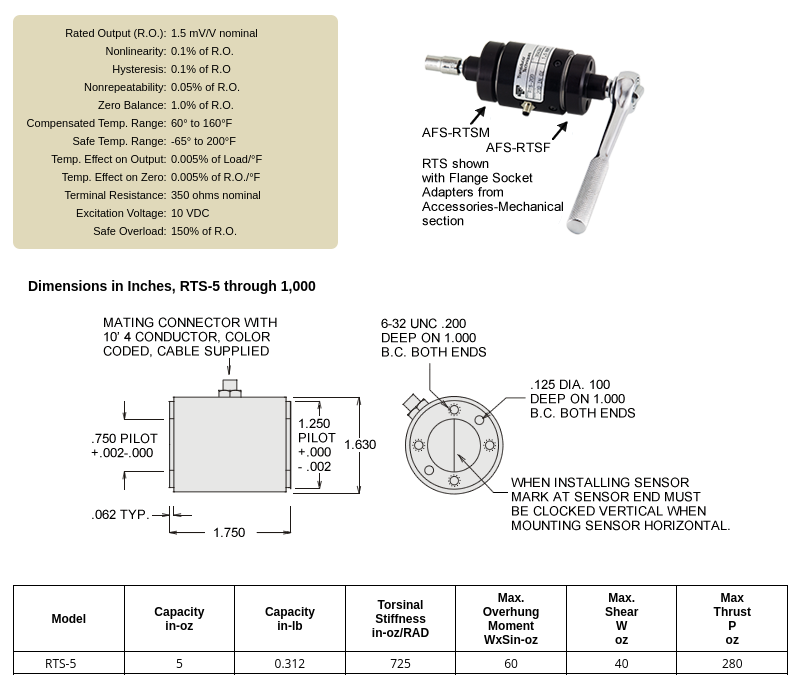 Rated Output (R.O.): 1.5 mV/V nominal
Nonlinearity: 0.1% of R.O.
Hysteresis: 0.1% of R.O
Nonrepeatability: 0.05% of R.O.
Zero Balance: 1.0% of R.O.
Compensated Temp. Range: 60° to 160°F
Safe Temp. Range: -65° to 200°F
Temp. Effect on Output: 0.005% of Load/°F
Temp. Effect on Zero: 0.005% of R.O./°F
Terminal Resistance: 350 ohms nominal
Excitation Voltage: 10 VDC
Safe Overload: 150% of R.O.
AFS-RTSM
AFS-RTSF
RTS shown
with Flange Socket
Adapters from
Accessories-Mechanical
section
Dimensions in Inches, RTS-5 through 1,000
MATING CONNECTOR WITH
10' 4 CONDUCTOR, COLOR
CODED, CABLE SUPPLIED
6-32 UNC .200
DEEP ON 1.000
B.C. BOTH ENDS
.125 DIA. 100
DEEP ON 1.000
B.C. BOTH ENDS
.750 PILOT
+.002-.000
1.250
PILOT
+.000
- .002
1.630
.062 TYP.
1.750
WHEN INSTALLING SENSOR
MARK AT SENSOR END MUST
BE CLOCKED VERTICAL WHEN
MOUNTING SENSOR HORIZONTAL.
Model
Capacity
in-oz
Capacity
in-lb
Torsinal
Stiffness
in-oz/RAD
Max.
Overhung
Moment
WxSin-oz
Max.
Shear
W
oz
Max
Thrust
P
oz
RTS-5 5 0.312 725 60 40 280